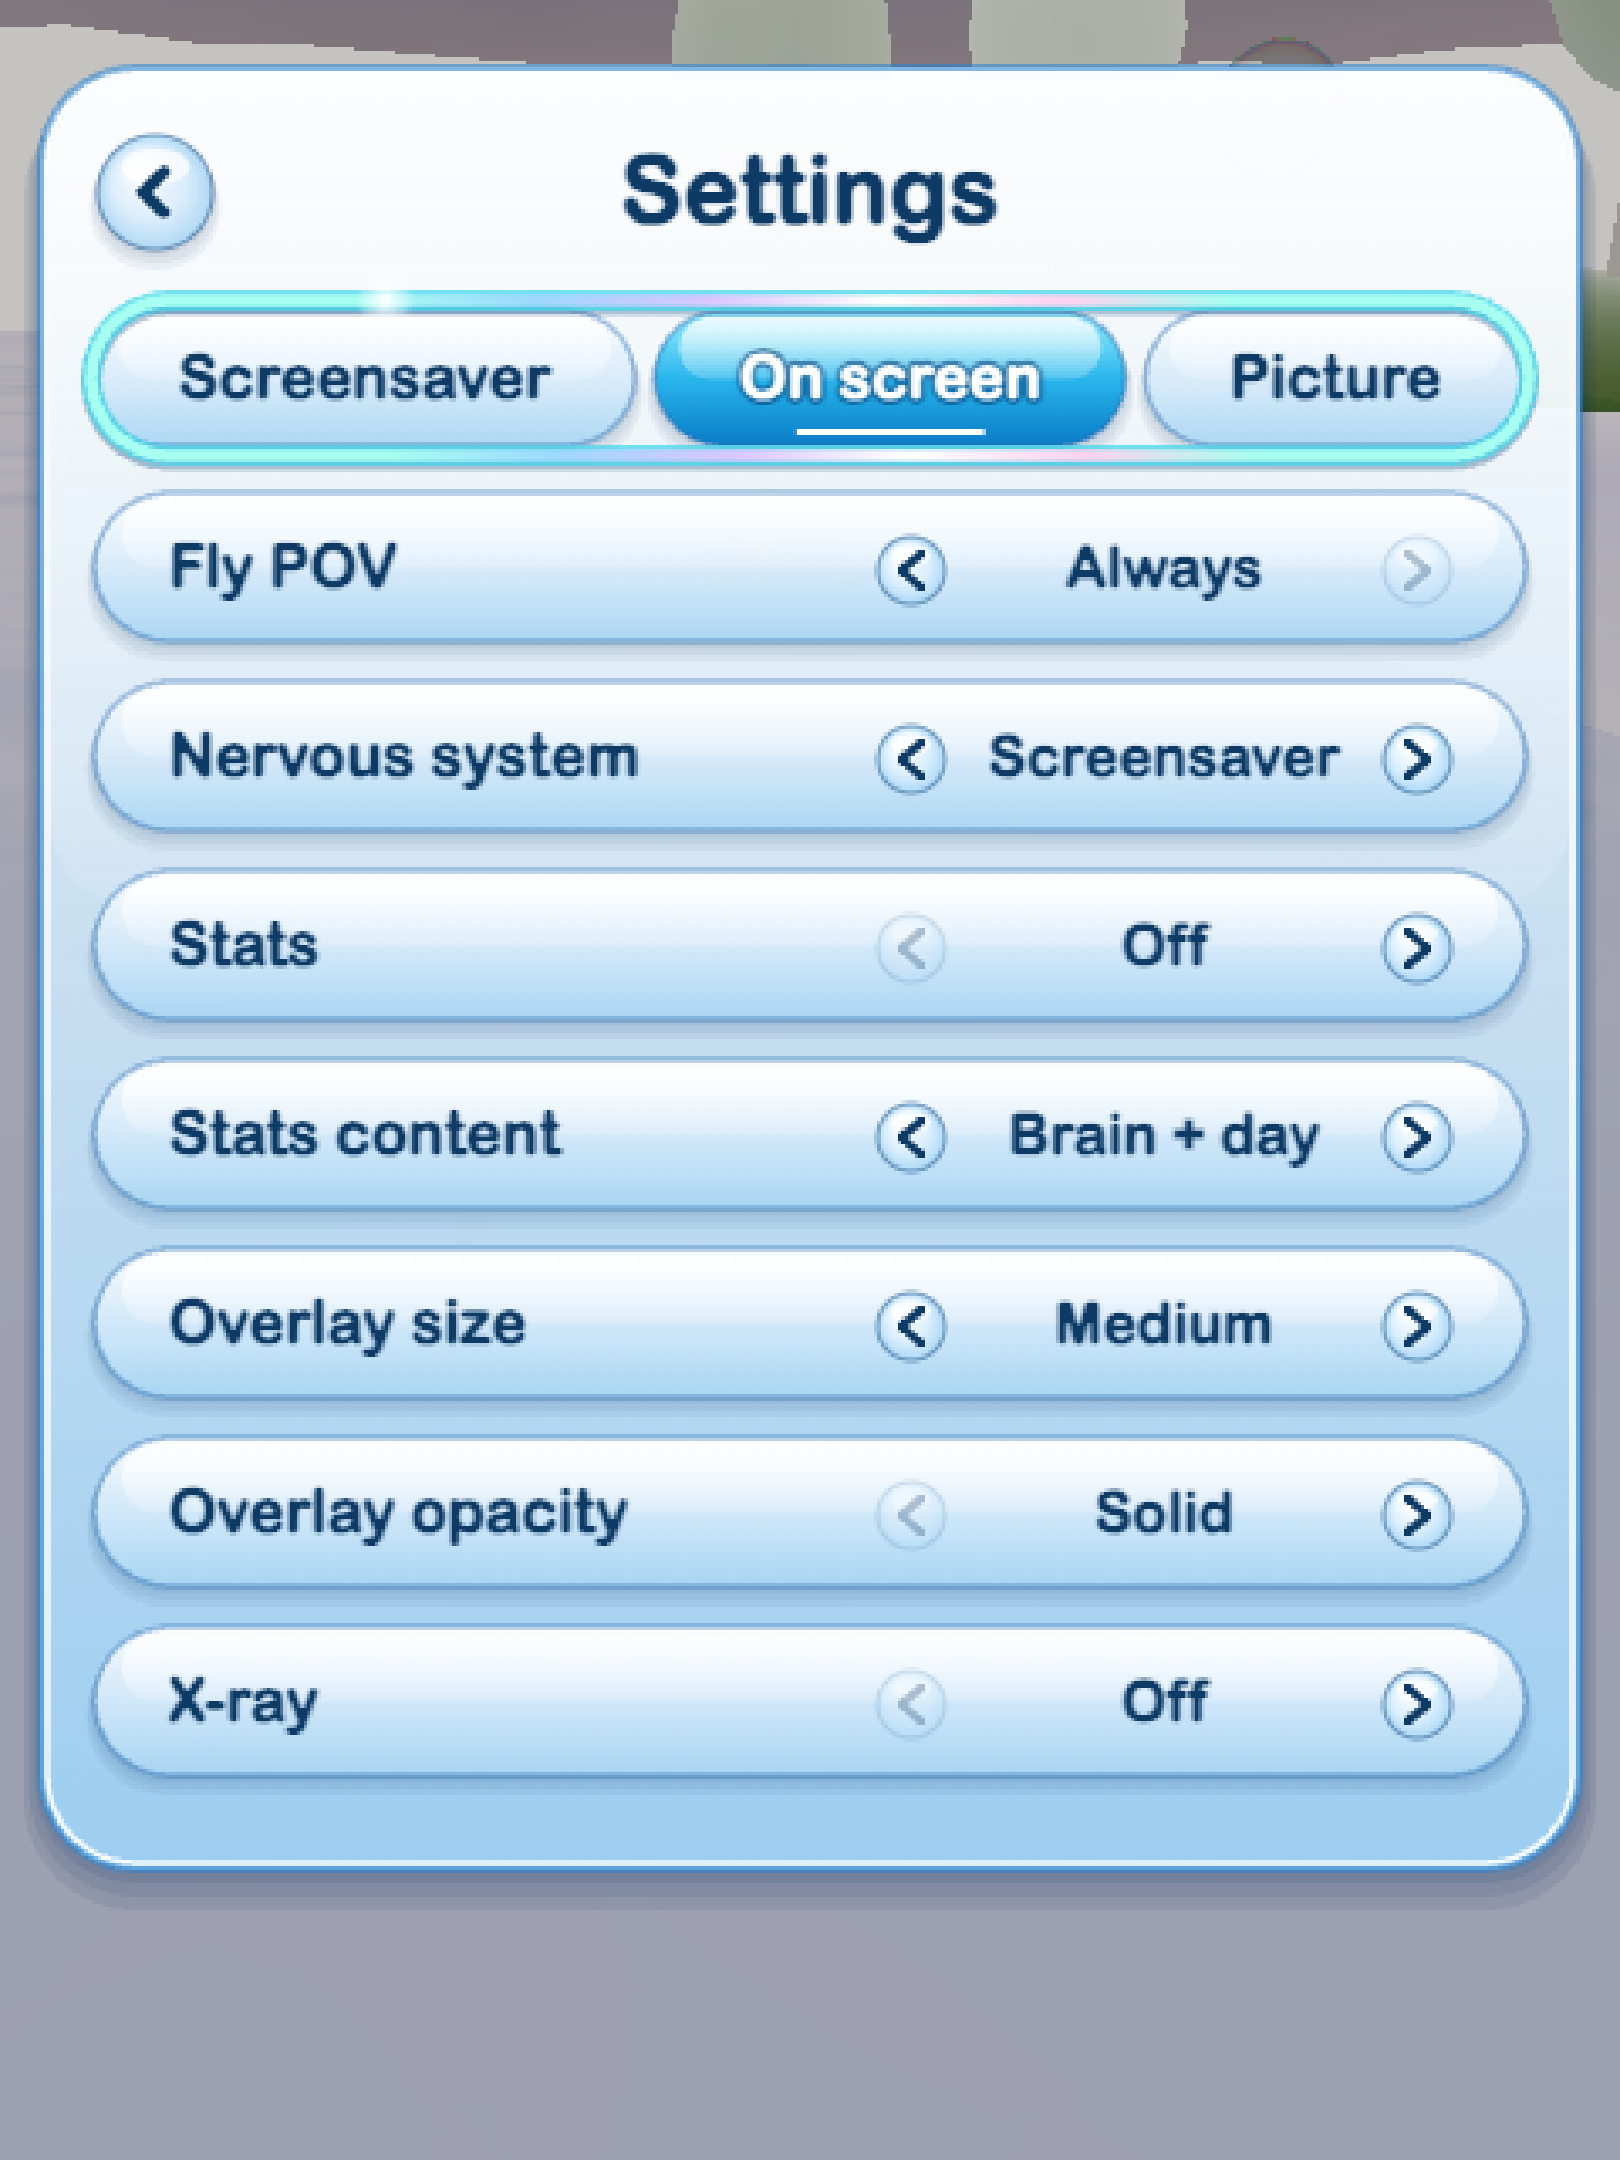 Settings
Screensaver On screen Picture
Fly POV Always
Nervous system Screensaver
Stats Off
Stats content Brain + day
Overlay size Medium
Overlay opacity Solid
X-ray Off